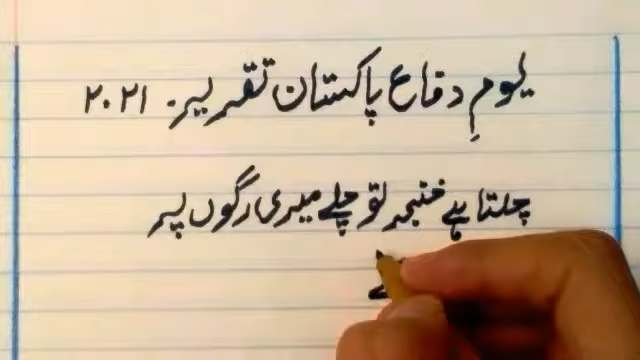 یومِ دفاع پاکستان تقریر۔ ۲۰۲۱
چلتا ہے خنجر تو چلے میری رگوں پر